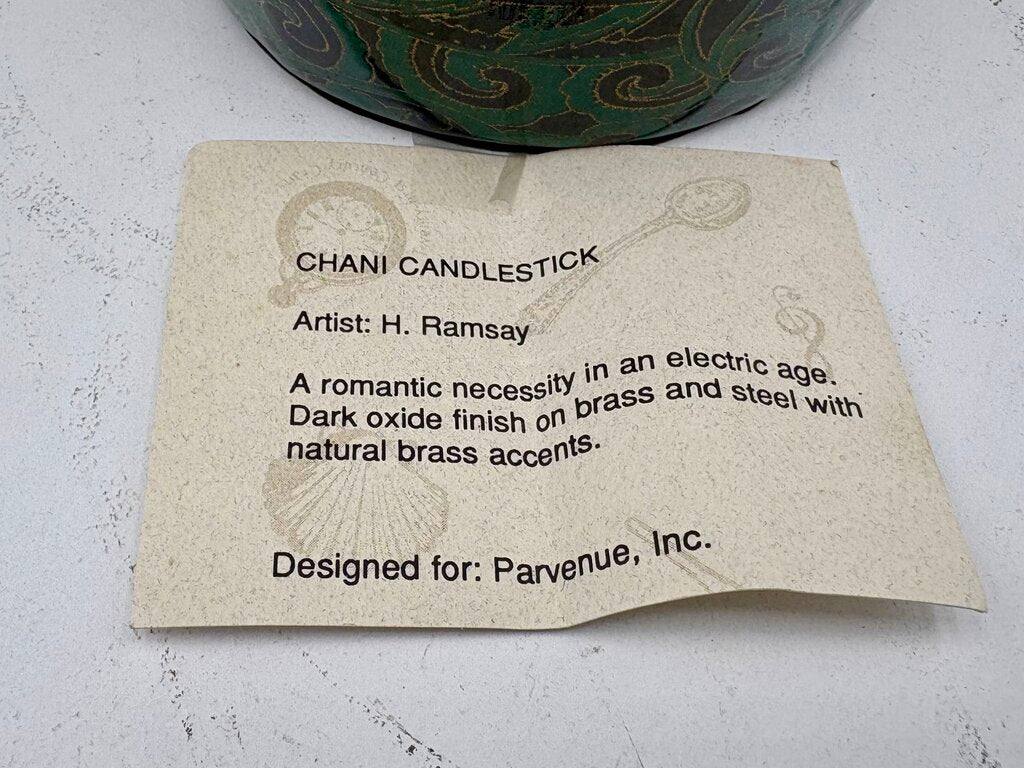 CHANI CANDLESTICK
Artist: H. Ramsay
A romantic necessity in an electric age.
Dark oxide finish on brass and steel with
natural brass accents.
Designed for: Parvenue, Inc.